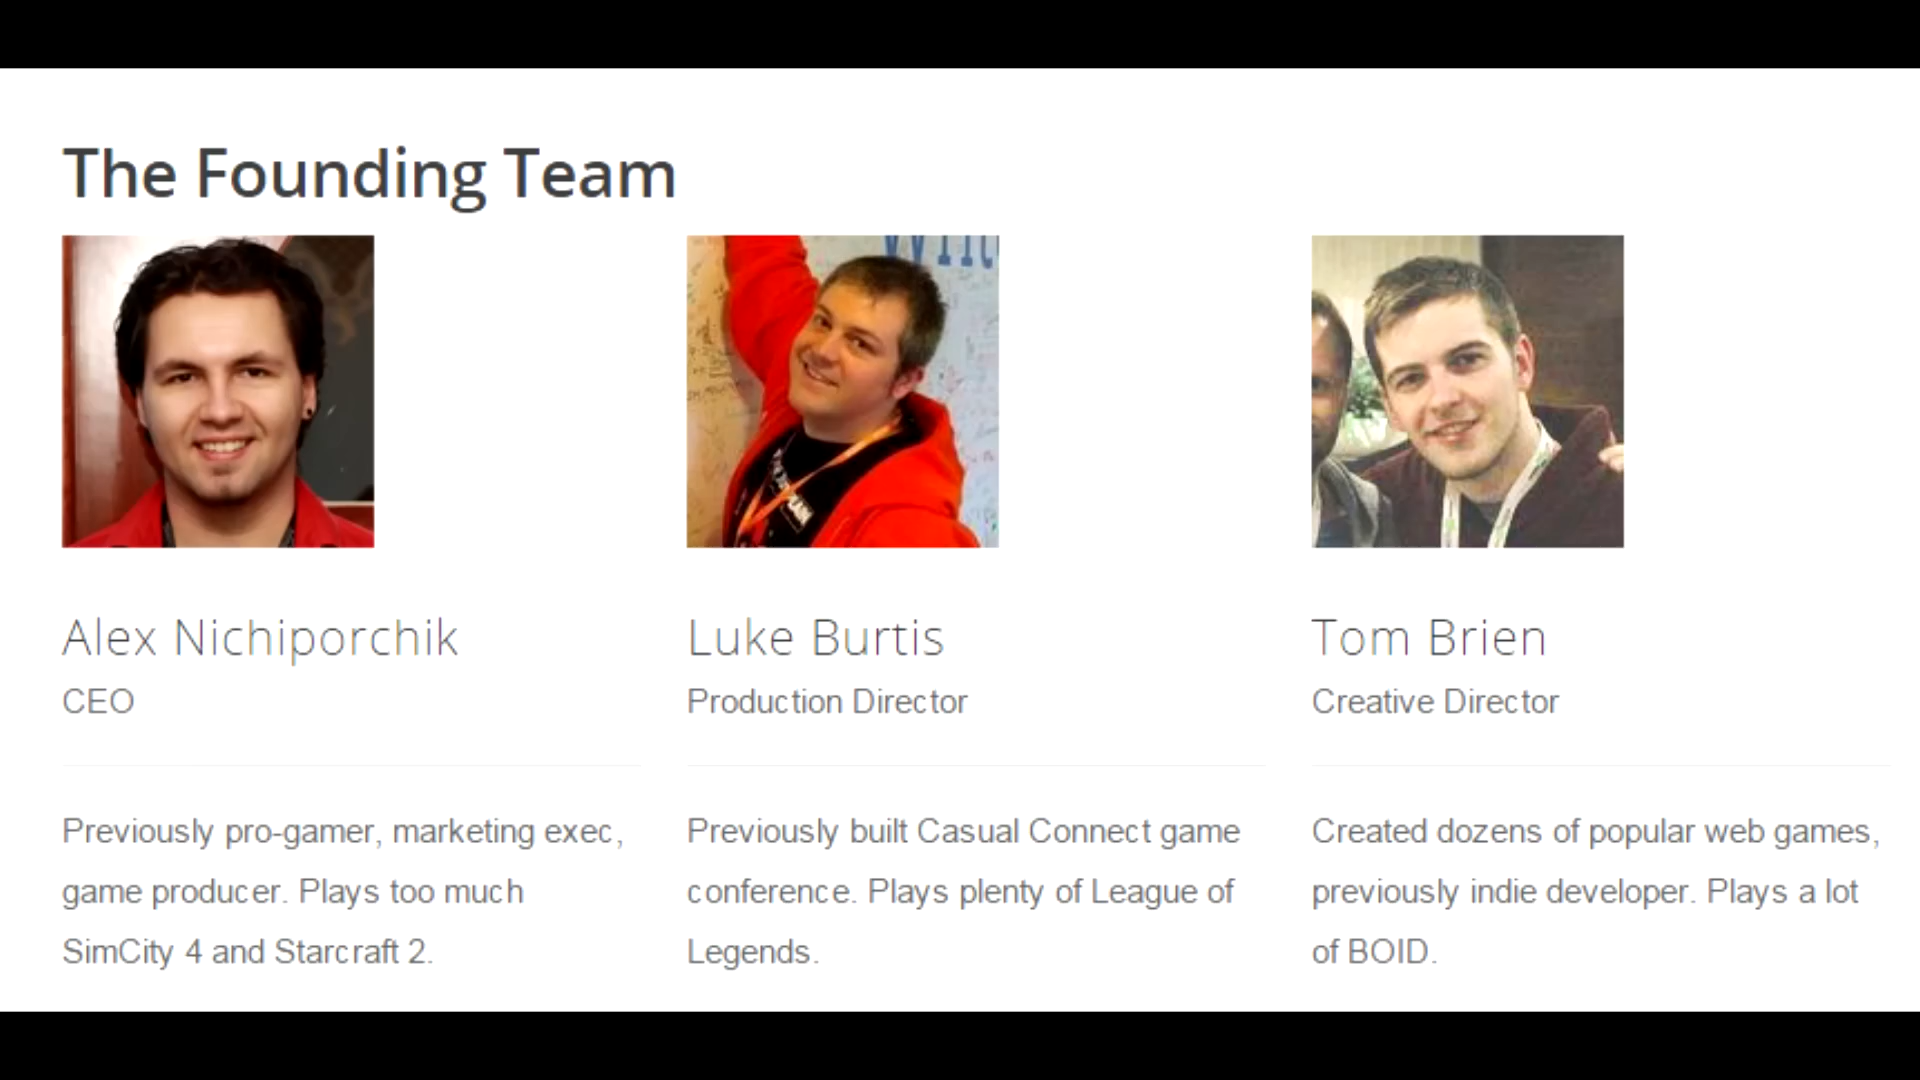 The Founding Team
Writ
Alex Nichiporchik
Luke Burtis
Tom Brien
CEO
Production Director
Creative Director
Previously pro-gamer, marketing exec,
game producer. Plays too much
SimCity 4 and Starcraft 2.
Previously built Casual Connect game
conference. Plays plenty of League of
Legends.
Created dozens of popular web games,
previously indie developer. Plays a lot
of BOID.